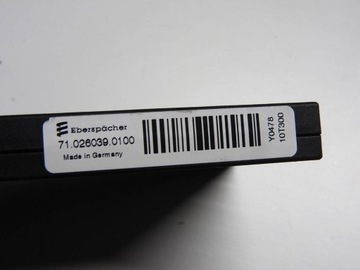 Eberspächer
71.026039.0100
Made in Germany
Y0478
10T300